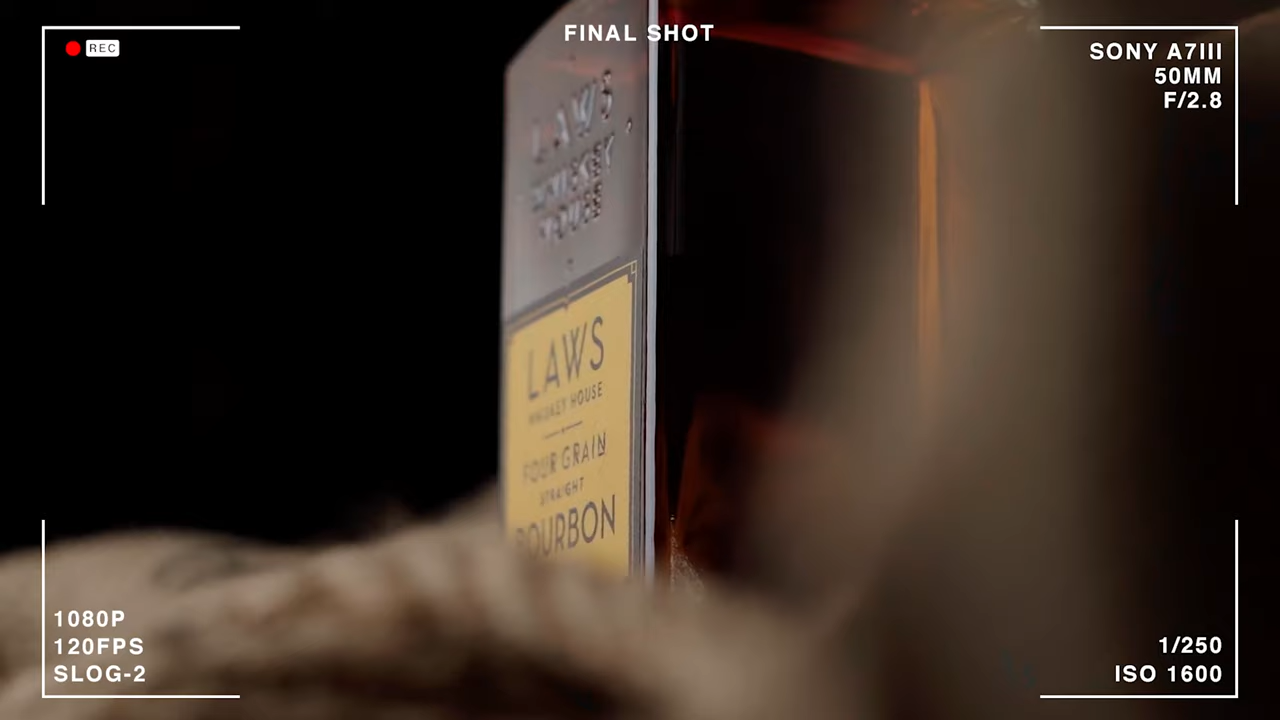 FINAL SHOT
REC
SONY A7III
50MM
F/2.8
LAWS
WHISKEY
HOUSE
LAWS
WHISKEY HOUSE
FOUR GRAIN
STRAIGHT
BOURBON
1080P
120FPS
SLOG-2
1/250
ISO 1600